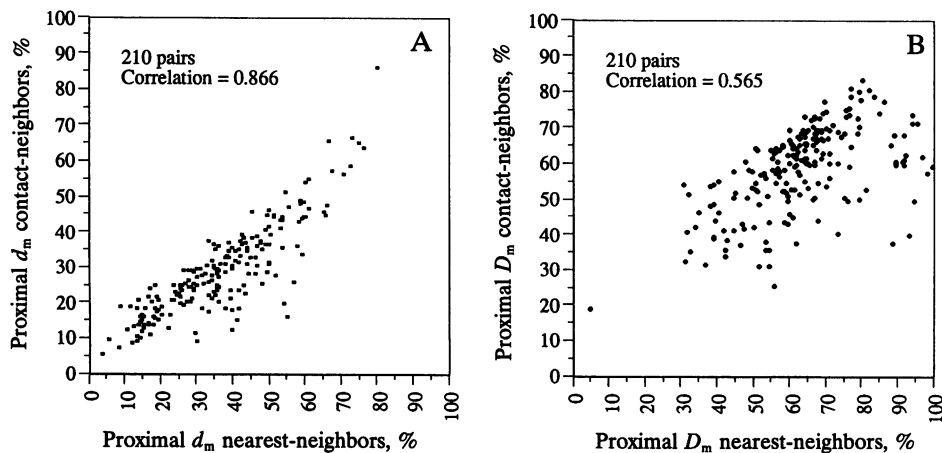 A
210 pairs
Correlation = 0.866
Proximal dm contact-neighbors, %
100
90
80
70
60
50
40
30
20
10
0
0 10 20 30 40 50 60 70 80 90 100
Proximal dm nearest-neighbors, %
B
210 pairs
Correlation = 0.565
Proximal Dm contact-neighbors, %
100
90
80
70
60
50
40
30
20
10
0
0 10 20 30 40 50 60 70 80 90 100
Proximal Dm nearest-neighbors, %